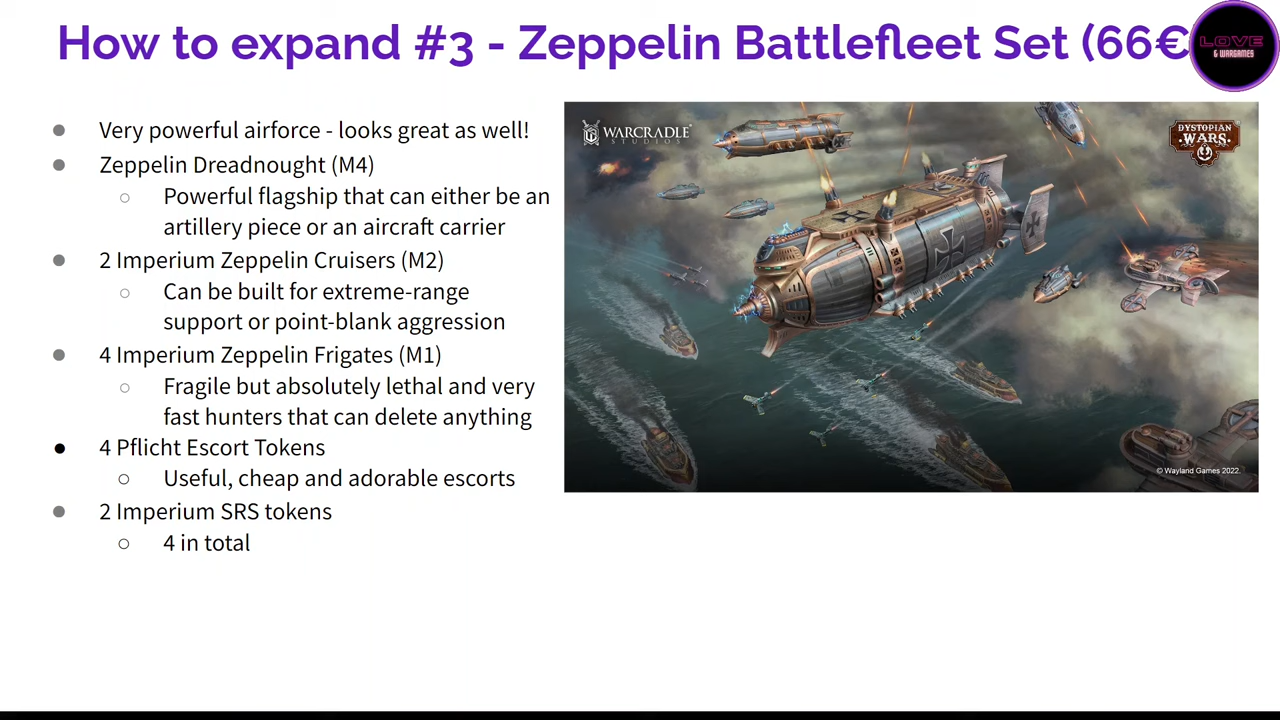 How to expand #3 - Zeppelin Battlefleet Set (66€
LOVE
& WARGAMES
Very powerful airforce - looks great as well!
Zeppelin Dreadnought (M4)
Powerful flagship that can either be an
artillery piece or an aircraft carrier
2 Imperium Zeppelin Cruisers (M2)
Can be built for extreme-range
support or point-blank aggression
4 Imperium Zeppelin Frigates (M1)
Fragile but absolutely lethal and very
fast hunters that can delete anything
4 Pflicht Escort Tokens
Useful, cheap and adorable escorts
2 Imperium SRS tokens
4 in total
WARCRADLE
STUDIOS
DYSTOPIAN
WARS
© Wayland Games 2022.